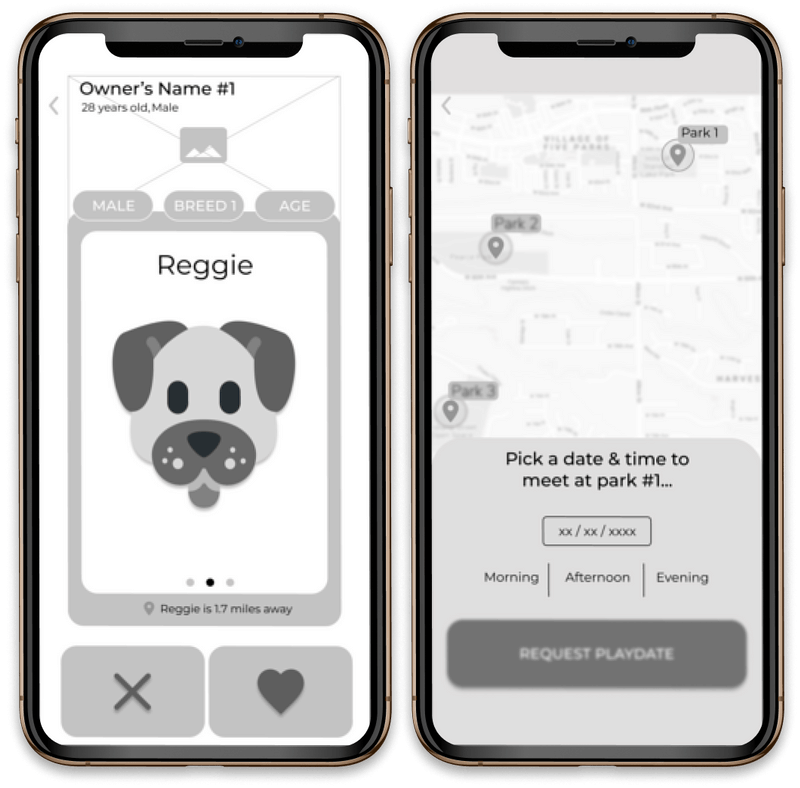 Owner's Name #1
28 years old, Male
MALE
BREED 1
AGE
Reggie
Reggie is 1.7 miles away
Park 1
VILLAGE OF
FIVE PARKS
Park 2
Park 3
Pick a date & time to
meet at park #1...
xx / xx / xxxx
Morning
Afternoon
Evening
REQUEST PLAYDATE